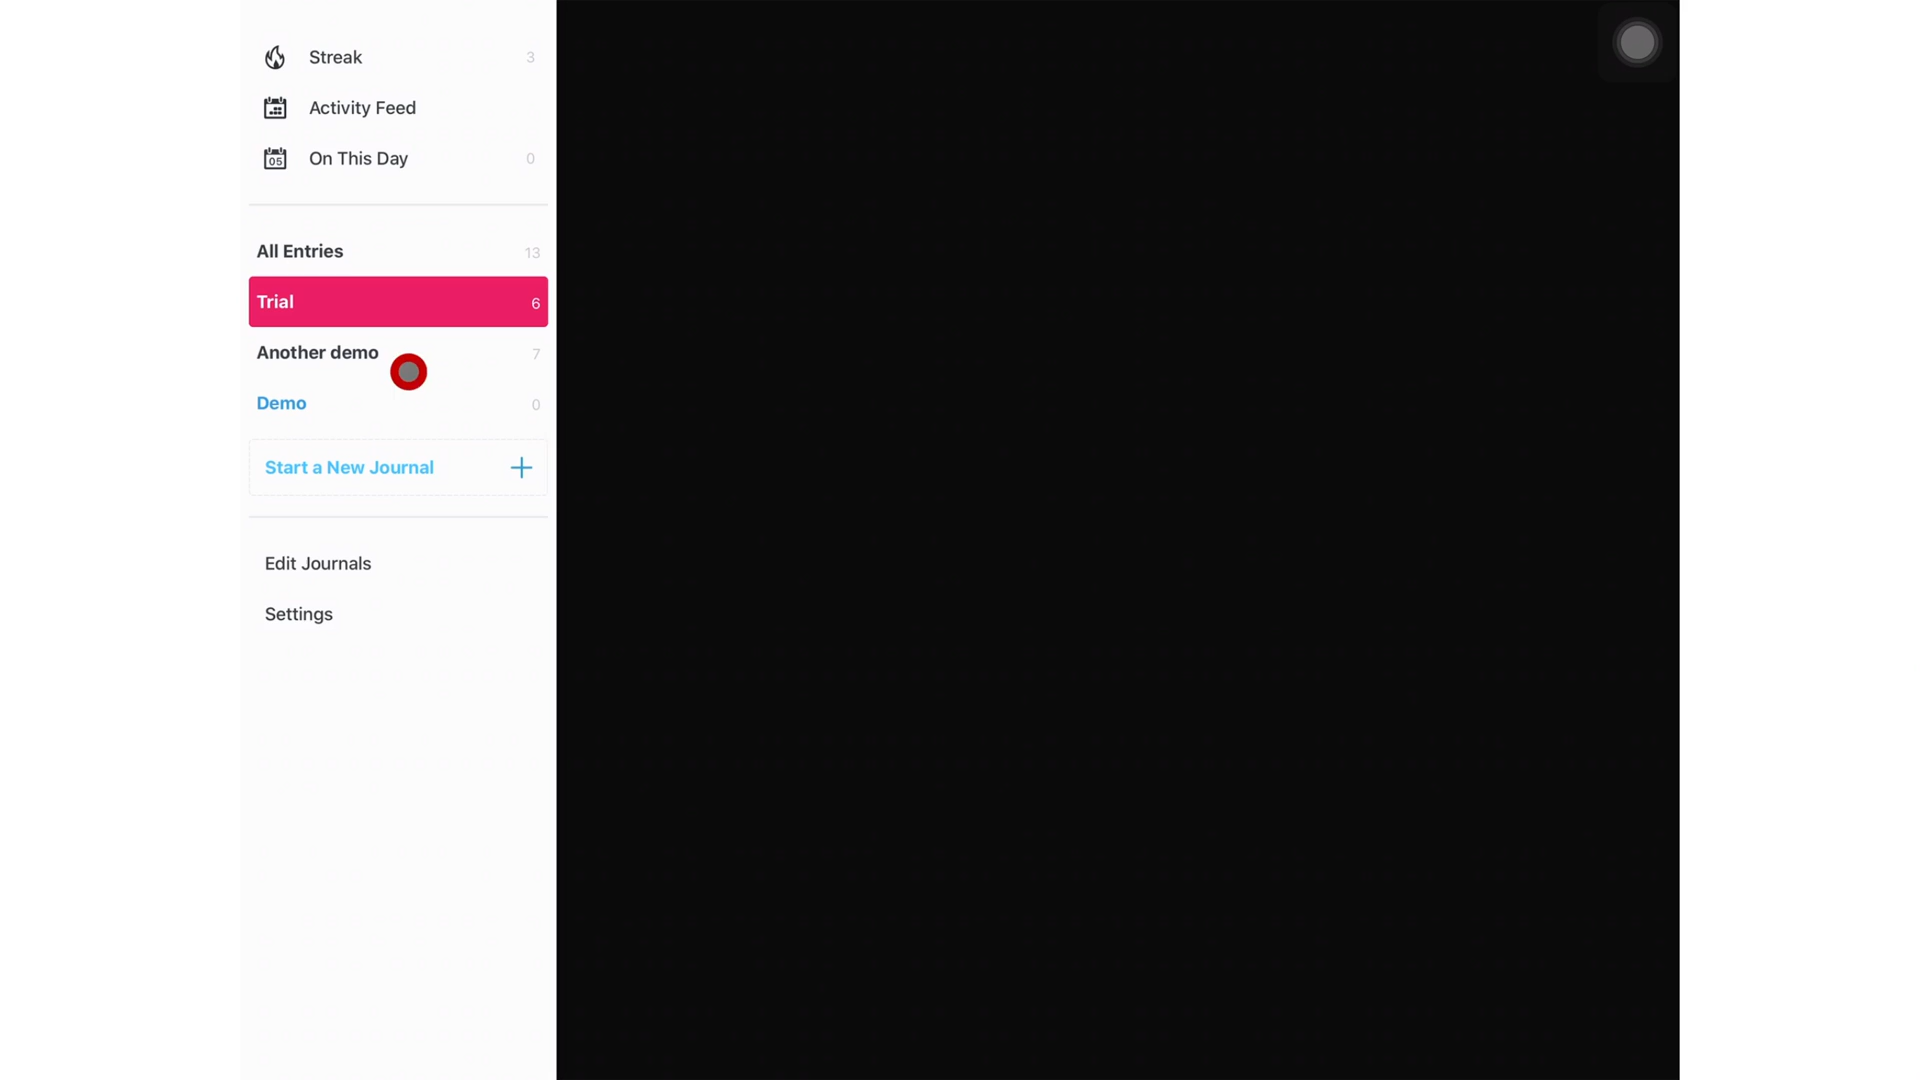 Streak 3
Activity Feed
05 On This Day 0
All Entries 13
Trial 6
Another demo 7
Demo 0
Start a New Journal +
Edit Journals
Settings